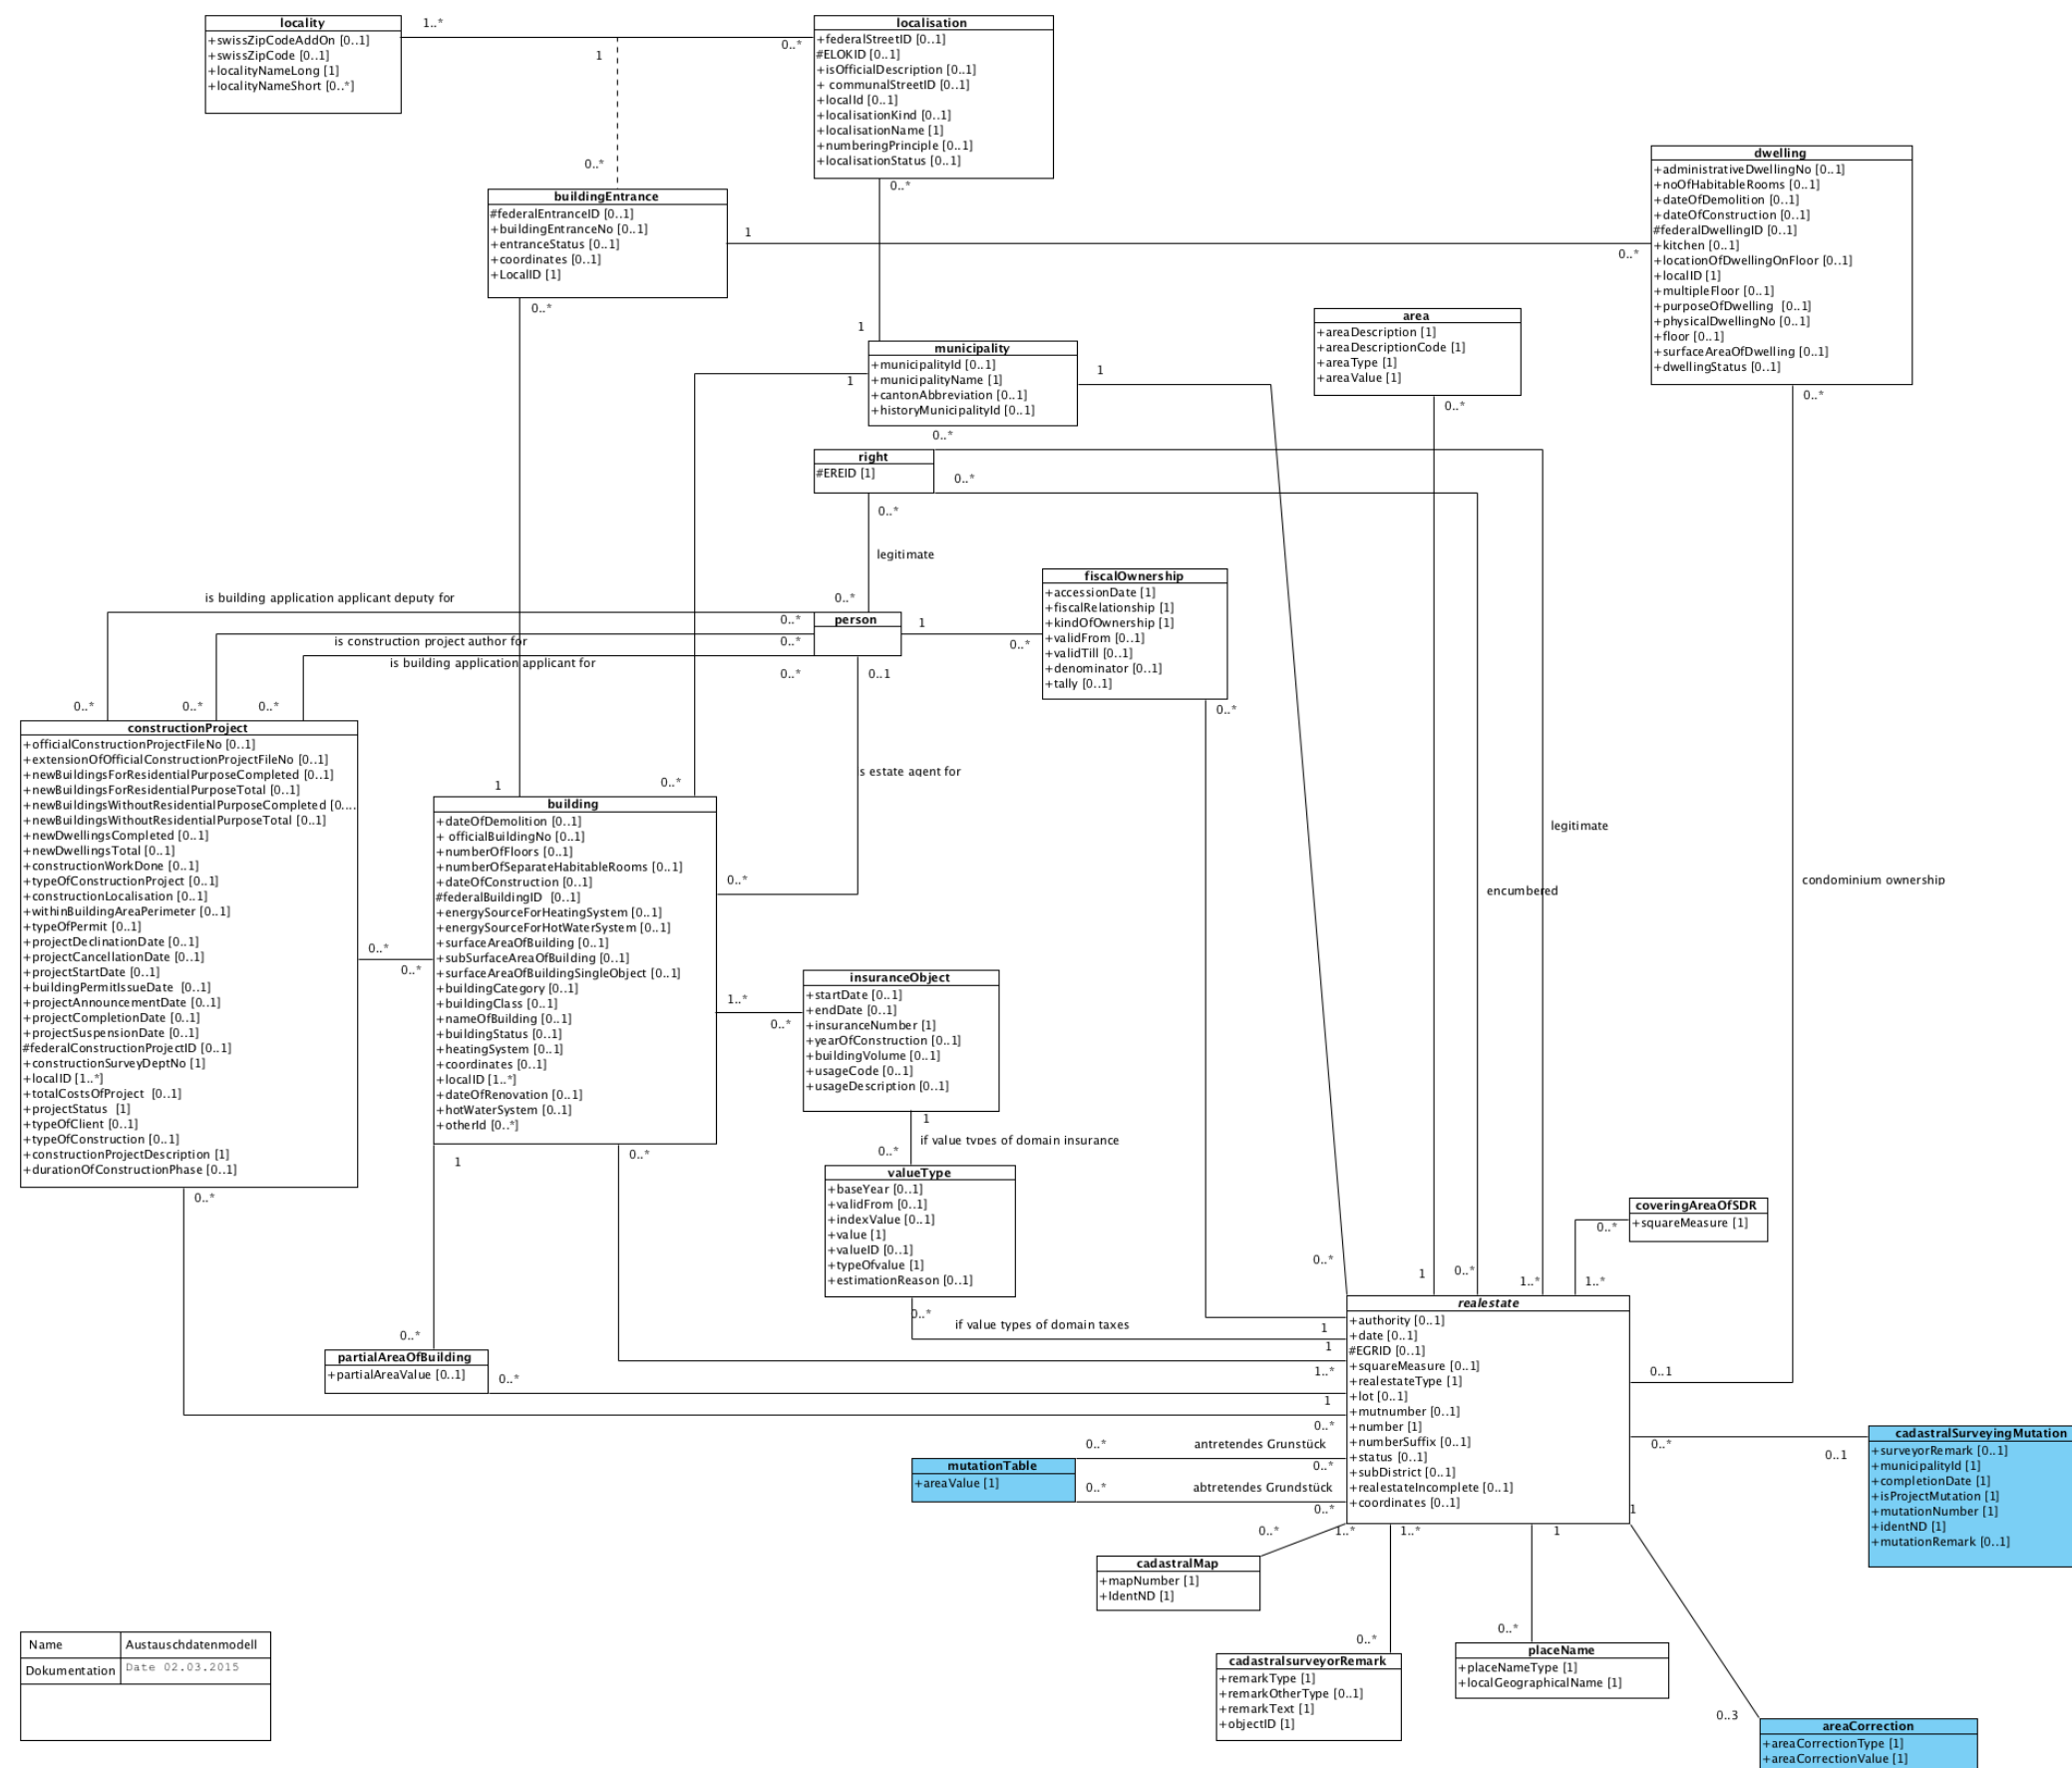 locality
+swissZipCodeAddOn [0..1]
+swissZipCode [0..1]
+localityNameLong [1]
+localityNameShort [0..*]
1..*
1
0..*
0..*
localisation
+federalStreetID [0..1]
#ELOKID [0..1]
+isOfficialDescription [0..1]
+ communalStreetID [0..1]
+localId [0..1]
+localisationKind [0..1]
+localisationName [1]
+numberingPrinciple [0..1]
+localisationStatus [0..1]
0..*
1
buildingEntrance
#federalEntranceID [0..1]
+buildingEntranceNo [0..1]
+entranceStatus [0..1]
+coordinates [0..1]
+LocalID [1]
1
0..*
0..*
dwelling
+administrativeDwellingNo [0..1]
+noOfHabitableRooms [0..1]
+dateOfDemolition [0..1]
+dateOfConstruction [0..1]
#federalDwellingID [0..1]
+kitchen [0..1]
+locationOfDwellingOnFloor [0..1]
+localID [1]
+multipleFloor [0..1]
+purposeOfDwelling [0..1]
+physicalDwellingNo [0..1]
+floor [0..1]
+surfaceAreaOfDwelling [0..1]
+dwellingStatus [0..1]
0..*
area
+areaDescription [1]
+areaDescriptionCode [1]
+areaType [1]
+areaValue [1]
0..*
municipality
+municipalityId [0..1]
+municipalityName [1]
+cantonAbbreviation [0..1]
+historyMunicipalityId [0..1]
1
1
0..*
right
#EREID [1]
0..*
0..*
legitimate
0..*
is building application applicant deputy for
is construction project author for
is building application applicant for
0..*
0..*
0..*
person
1
0..*
0..1
fiscalOwnership
+accessionDate [1]
+fiscalRelationship [1]
+kindOfOwnership [1]
+validFrom [0..1]
+validTill [0..1]
+denominator [0..1]
+tally [0..1]
0..*
0..*
0..*
0..*
constructionProject
+officialConstructionProjectFileNo [0..1]
+extensionOfOfficialConstructionProjectFileNo [0..1]
+newBuildingsForResidentialPurposeCompleted [0..1]
+newBuildingsForResidentialPurposeTotal [0..1]
+newBuildingsWithoutResidentialPurposeCompleted [0....
+newBuildingsWithoutResidentialPurposeTotal [0..1]
+newDwellingsCompleted [0..1]
+newDwellingsTotal [0..1]
+constructionWorkDone [0..1]
+typeOfConstructionProject [0..1]
+constructionLocalisation [0..1]
+withinBuildingAreaPerimeter [0..1]
+typeOfPermit [0..1]
+projectDeclinationDate [0..1]
+projectCancellationDate [0..1]
+projectStartDate [0..1]
+buildingPermitIssueDate [0..1]
+projectAnnouncementDate [0..1]
+projectCompletionDate [0..1]
+projectSuspensionDate [0..1]
#federalConstructionProjectID [0..1]
+constructionSurveyDeptNo [1]
+localID [1..*]
+totalCostsOfProject [0..1]
+projectStatus [1]
+typeOfClient [0..1]
+typeOfConstruction [0..1]
+constructionProjectDescription [1]
+durationOfConstructionPhase [0..1]
0..*
0..*
0..*
1
0..*
building
+dateOfDemolition [0..1]
+ officialBuildingNo [0..1]
+numberOfFloors [0..1]
+numberOfSeparateHabitableRooms [0..1]
+dateOfConstruction [0..1]
#federalBuildingID [0..1]
+energySourceForHeatingSystem [0..1]
+energySourceForHotWaterSystem [0..1]
+surfaceAreaOfBuilding [0..1]
+subSurfaceAreaOfBuilding [0..1]
+surfaceAreaOfBuildingSingleObject [0..1]
+buildingCategory [0..1]
+buildingClass [0..1]
+nameOfBuilding [0..1]
+buildingStatus [0..1]
+heatingSystem [0..1]
+coordinates [0..1]
+localID [1..*]
+dateOfRenovation [0..1]
+hotWaterSystem [0..1]
+otherId [0..*]
s estate agent for
0..*
1..*
0..*
1
0..*
insuranceObject
+startDate [0..1]
+endDate [0..1]
+insuranceNumber [1]
+yearOfConstruction [0..1]
+buildingVolume [0..1]
+usageCode [0..1]
+usageDescription [0..1]
1
if value types of domain insurance
0..*
valueType
+baseYear [0..1]
+validFrom [0..1]
+indexValue [0..1]
+value [1]
+valueID [0..1]
+typeOfvalue [1]
+estimationReason [0..1]
0..*
if value types of domain taxes
legitimate
encumbered
condominium ownership
coveringAreaOfSDR
+squareMeasure [1]
0..*
0..*
1
0..*
1..*
1..*
realestate
+authority [0..1]
+date [0..1]
#EGRID [0..1]
+squareMeasure [0..1]
+realestateType [1]
+lot [0..1]
+mutnumber [0..1]
+number [1]
+numberSuffix [0..1]
+status [0..1]
+subDistrict [0..1]
+realestateIncomplete [0..1]
+coordinates [0..1]
1
1
1..*
1
0..*
0..1
0..*
partialAreaOfBuilding
+partialAreaValue [0..1]
0..*
0..*
antretendes Grunstück
0..*
mutationTable
+areaValue [1]
0..*
abtretendes Grundstück
0..*
0..*
0..1
cadastralSurveyingMutation
+surveyorRemark [0..1]
+municipalityId [1]
+completionDate [1]
+isProjectMutation [1]
+mutationNumber [1]
+identND [1]
+mutationRemark [0..1]
0..*
1..*
1..*
1
1
cadastralMap
+mapNumber [1]
+IdentND [1]
0..*
cadastralsurveyorRemark
+remarkType [1]
+remarkOtherType [0..1]
+remarkText [1]
+objectID [1]
0..*
placeName
+placeNameType [1]
+localGeographicalName [1]
0..3
areaCorrection
+areaCorrectionType [1]
+areaCorrectionValue [1]
Name Austauschdatenmodell
Dokumentation Date 02.03.2015